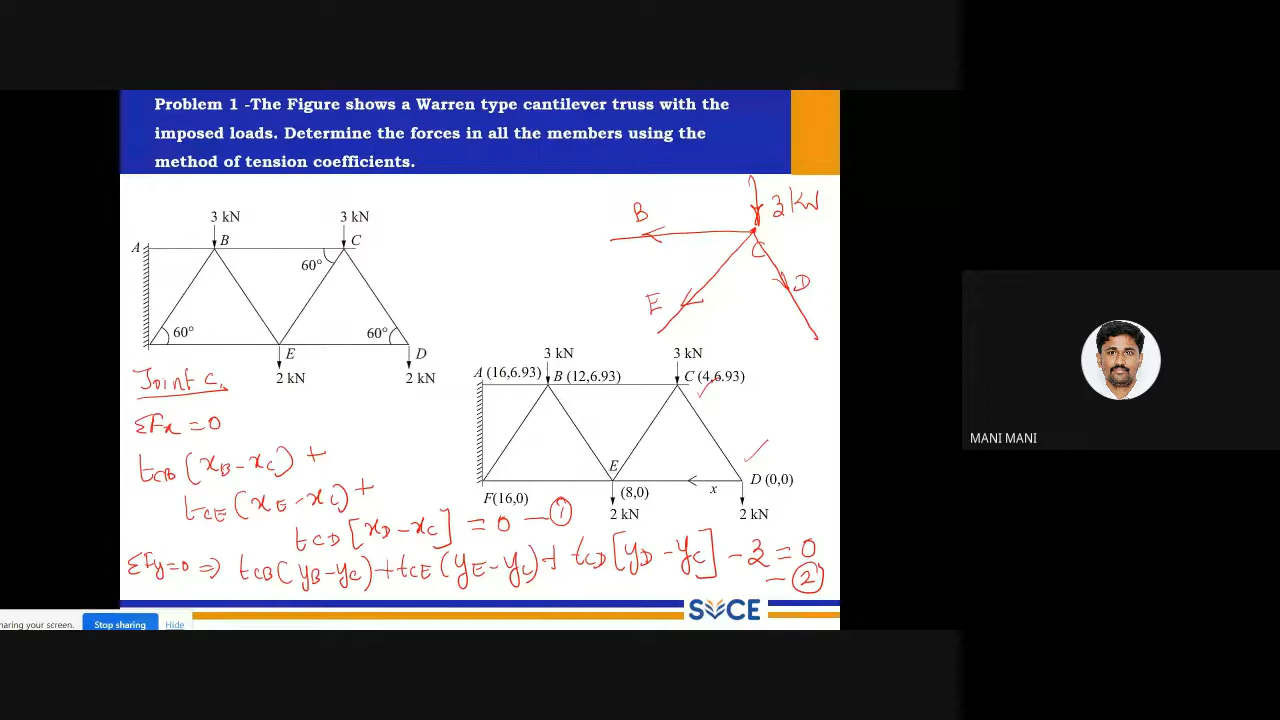 Problem 1 -The Figure shows a Warren type cantilever truss with the
imposed loads. Determine the forces in all the members using the
method of tension coefficients.
3 kN
3 kN
A
B
C
60°
60°
60°
E
D
2 kN
2 kN
3 kN
B
C
D
E
3 kN
3 kN
A (16,6.93)
B (12,6.93)
C (4,6.93)
E
D (0,0)
F(16,0)
(8,0)
x
2 kN
2 kN
Joint C,
ΣFx = 0
tCB (xB - xC) +
tCE (xE - xC) +
tCD [xD - xC] = 0 - ①
ΣFy=0 ⇒ tCB (yB - yC) + tCE (yE - yC) + tCD [yD - yC] - 3 = 0
- ②
MANI MANI
haring your screen.
Stop sharing
Hide
SVCE